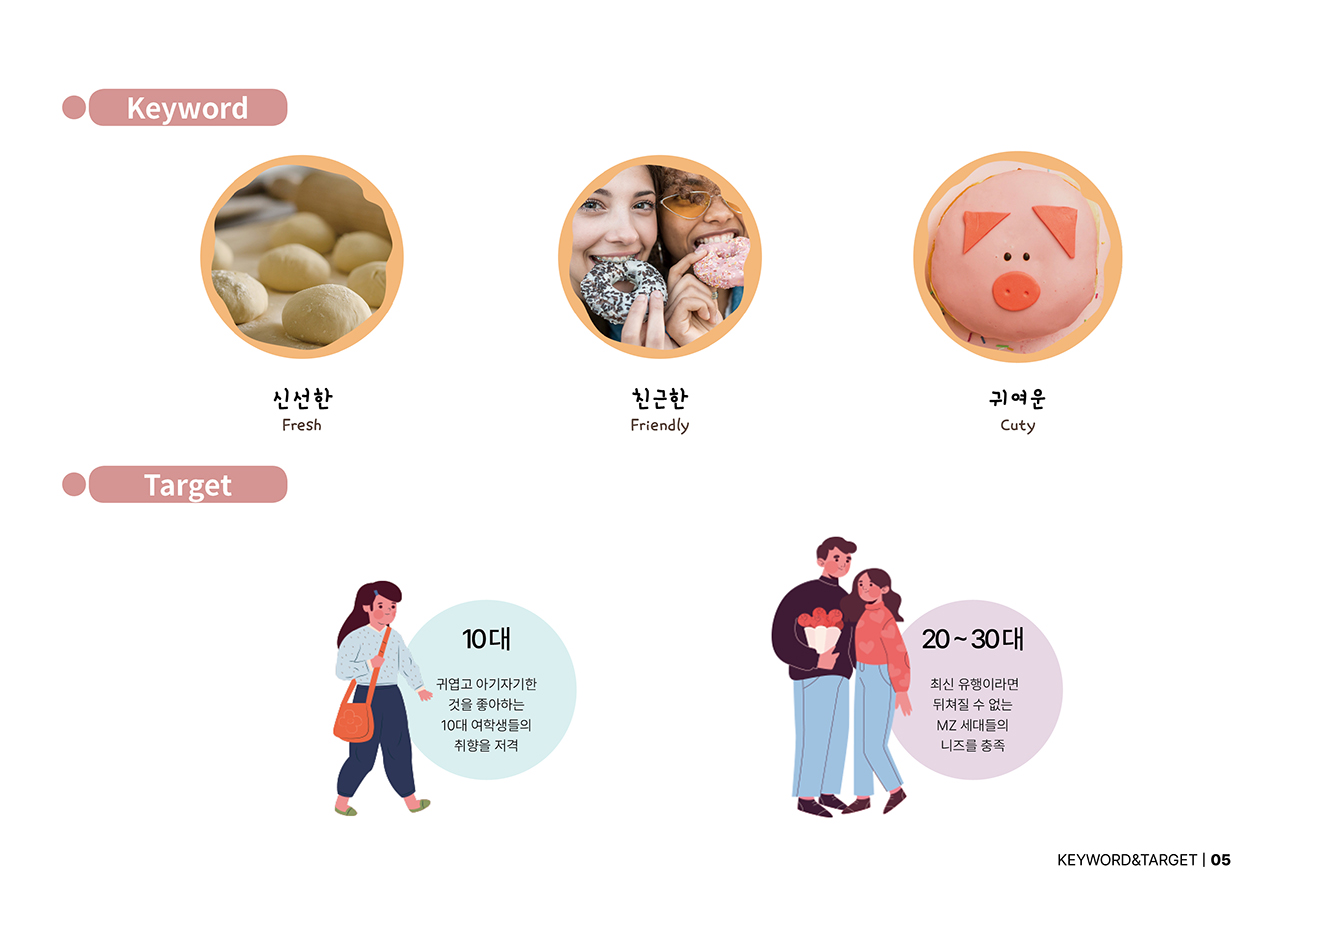 Keyword
신선한
Fresh
친근한
Friendly
귀여운
Cuty
Target
10대
귀엽고 아기자기한
것을 좋아하는
10대 여학생들의
취향을 저격
20~30대
최신 유행이라면
뒤쳐질 수 없는
MZ 세대들의
니즈를 충족
KEYWORD&TARGET | 05